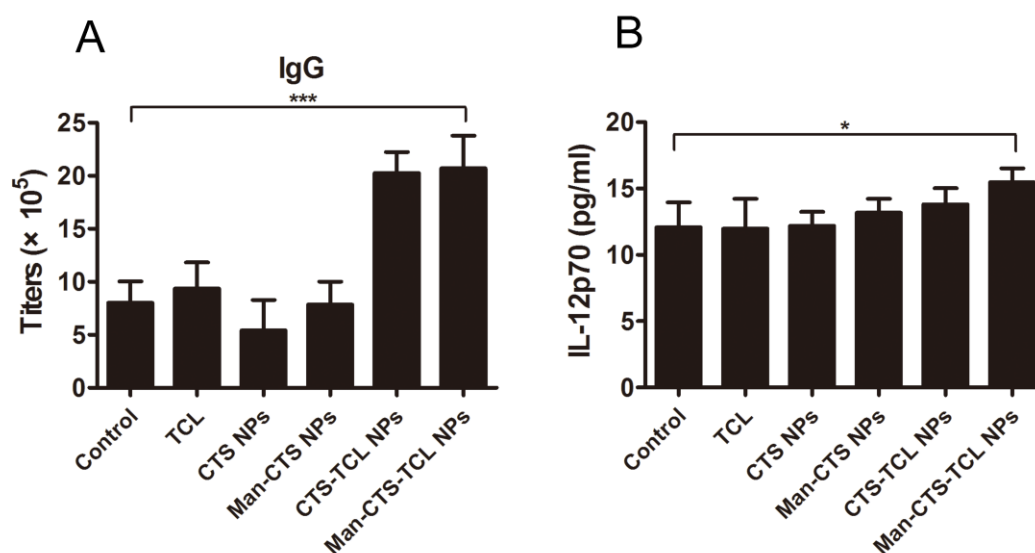 A
IgG
***
Titers (× 10⁵)
25
20
15
10
5
0
Control
TCL
CTS NPs
Man-CTS NPs
CTS-TCL NPs
Man-CTS-TCL NPs
B
*
IL-12p70 (pg/ml)
20
15
10
5
0
Control
TCL
CTS NPs
Man-CTS NPs
CTS-TCL NPs
Man-CTS-TCL NPs